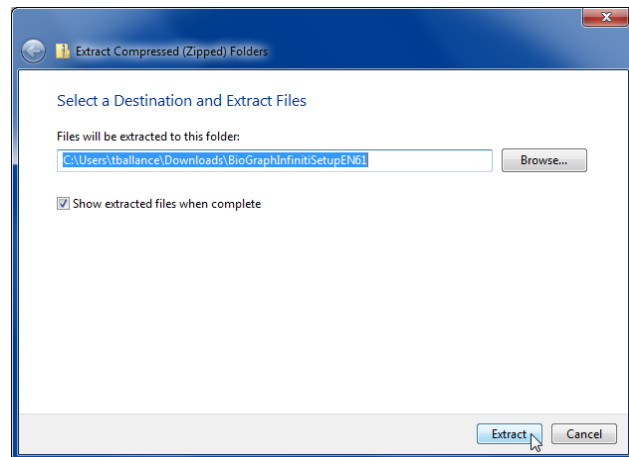 Extract Compressed (Zipped) Folders
Select a Destination and Extract Files
Files will be extracted to this folder:
C:\Users\tballance\Downloads\BioGraphInfinitiSetupEN61
Browse...
Show extracted files when complete
Extract
Cancel